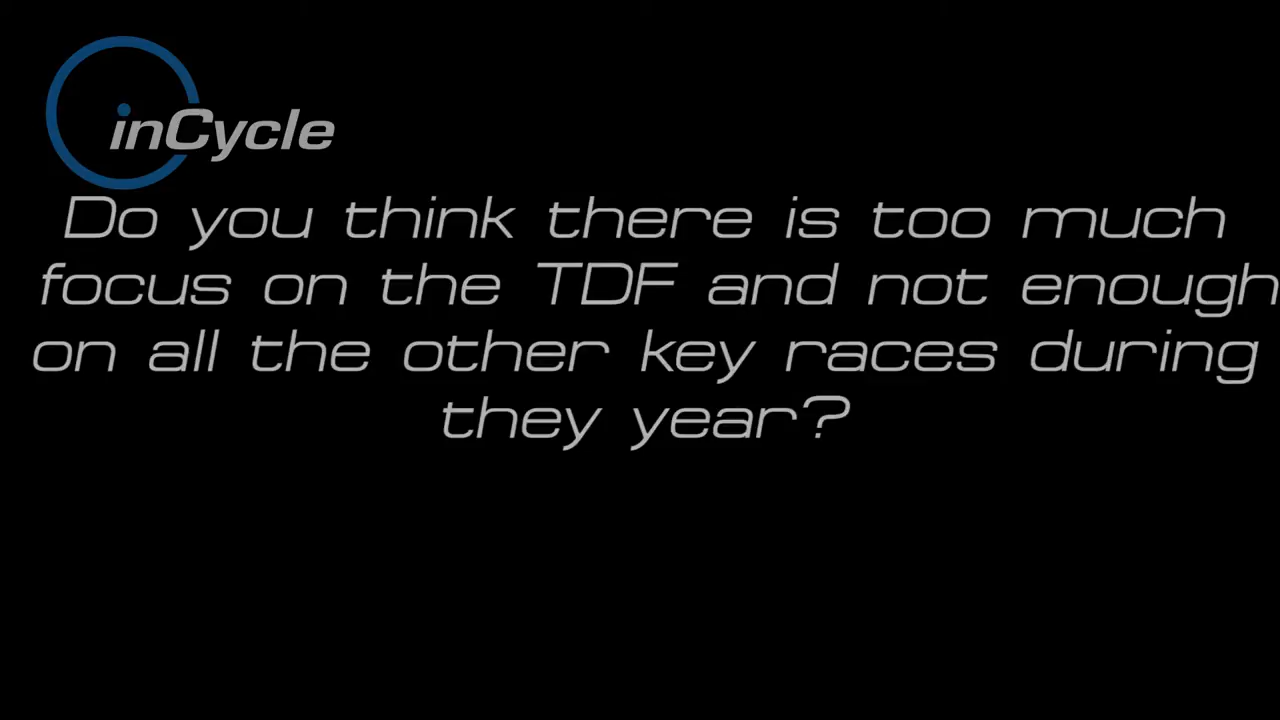 inCycle
Do you think there is too much
focus on the TDF and not enough
on all the other key races during
they year?